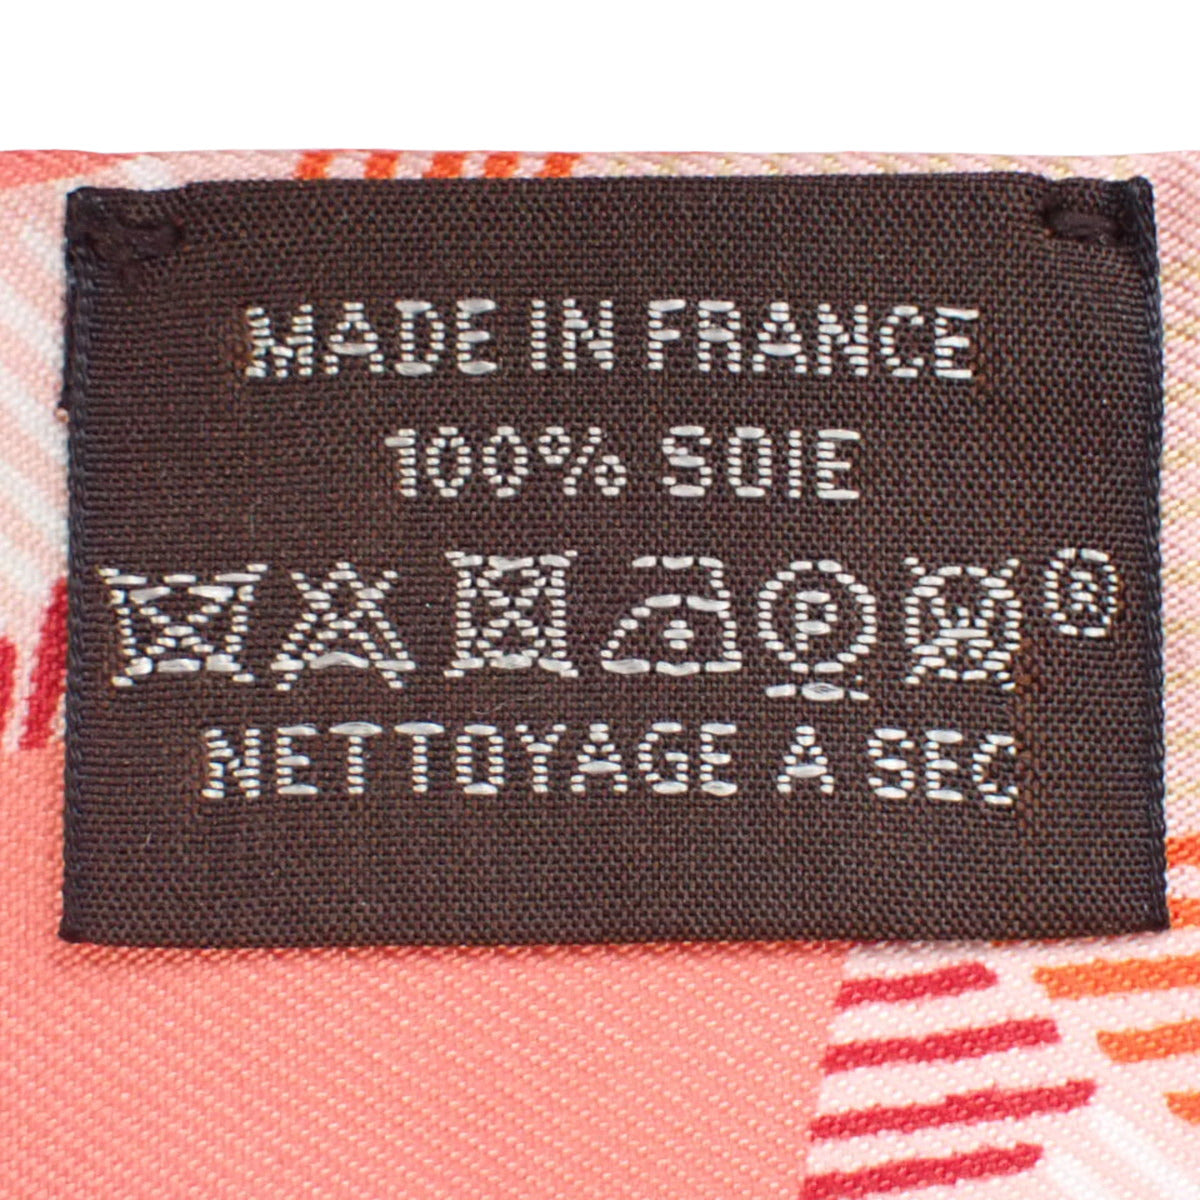 MADE IN FRANCE
100% SOIE
P ®
NETTOYAGE A SEC